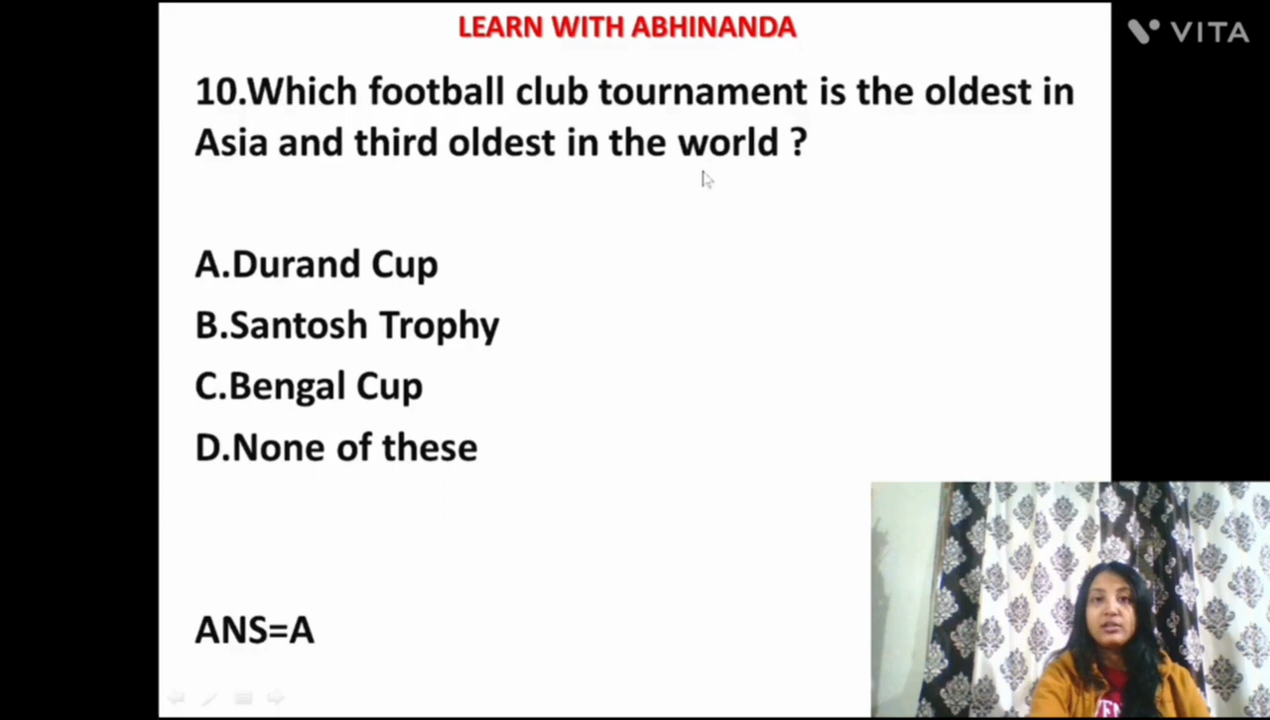 LEARN WITH ABHINANDA
VITA
10.Which football club tournament is the oldest in
Asia and third oldest in the world ?
A.Durand Cup
B.Santosh Trophy
C.Bengal Cup
D.None of these
ANS=A